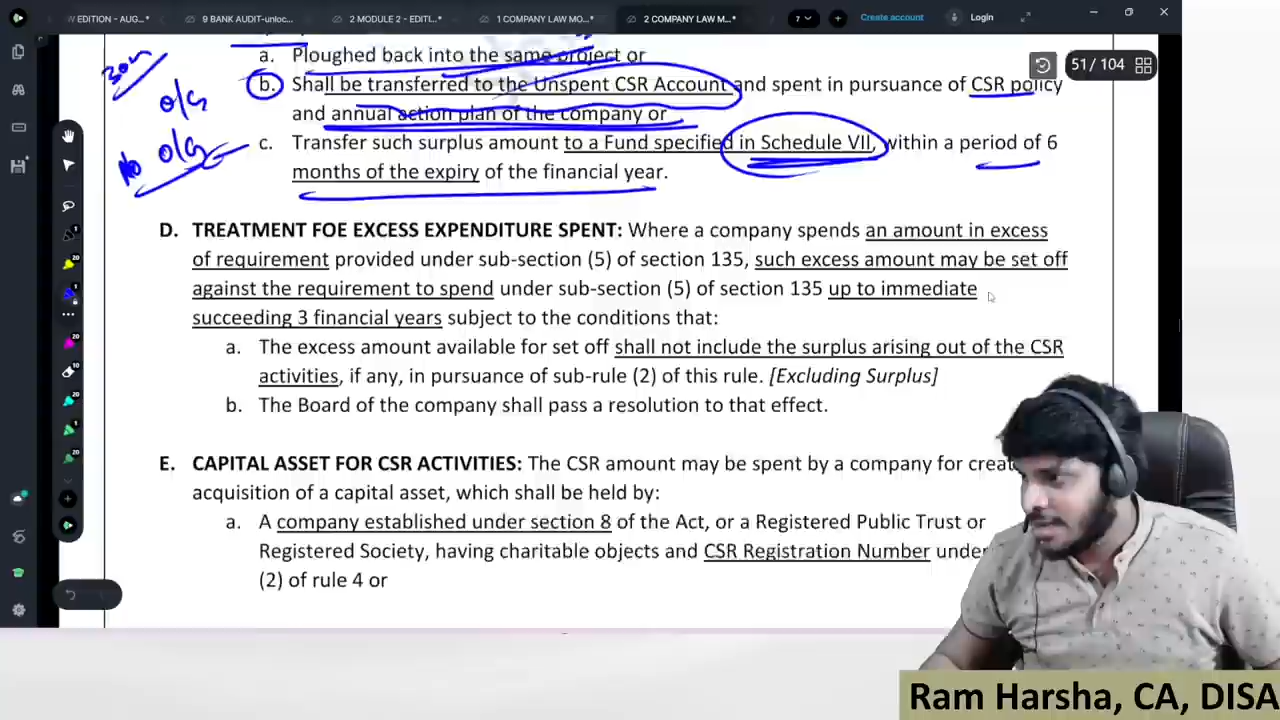 W EDITION - AUG...*
9 BANK AUDIT-unloc...
2 MODULE 2 - EDITI...*
1 COMPANY LAW MO...*
2 COMPANY LAW M...*
7
Create account
Login
51 / 104
a. Ploughed back into the same project or
b. Shall be transferred to the Unspent CSR Account and spent in pursuance of CSR policy
and annual action plan of the company or
c. Transfer such surplus amount to a Fund specified in Schedule VII, within a period of 6
months of the expiry of the financial year.
o/G
No o/G
D. TREATMENT FOE EXCESS EXPENDITURE SPENT: Where a company spends an amount in excess
of requirement provided under sub-section (5) of section 135, such excess amount may be set off
against the requirement to spend under sub-section (5) of section 135 up to immediate
succeeding 3 financial years subject to the conditions that:
a. The excess amount available for set off shall not include the surplus arising out of the CSR
activities, if any, in pursuance of sub-rule (2) of this rule. [Excluding Surplus]
b. The Board of the company shall pass a resolution to that effect.
E. CAPITAL ASSET FOR CSR ACTIVITIES: The CSR amount may be spent by a company for creat
acquisition of a capital asset, which shall be held by:
a. A company established under section 8 of the Act, or a Registered Public Trust or
Registered Society, having charitable objects and CSR Registration Number unde
(2) of rule 4 or
Ram Harsha, CA, DISA